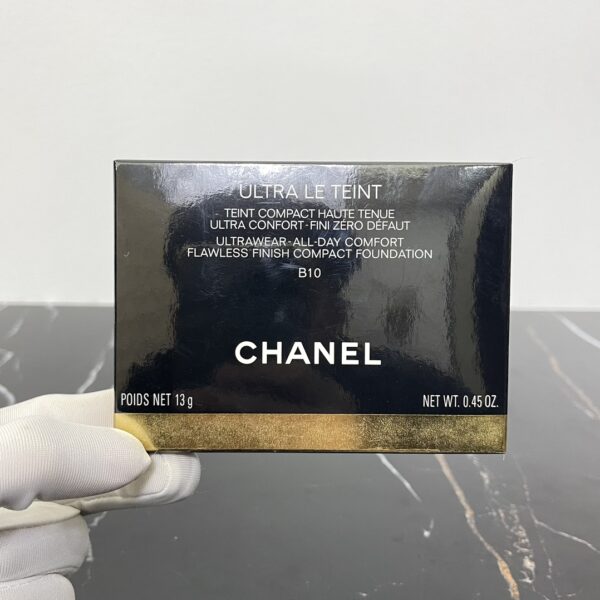 ULTRA LE TEINT
TEINT COMPACT HAUTE TENUE
ULTRA CONFORT-FINI ZÉRO DÉFAUT
ULTRAWEAR-ALL-DAY COMFORT
FLAWLESS FINISH COMPACT FOUNDATION
B10
CHANEL
POIDS NET 13 g
NET WT. 0.45 OZ.